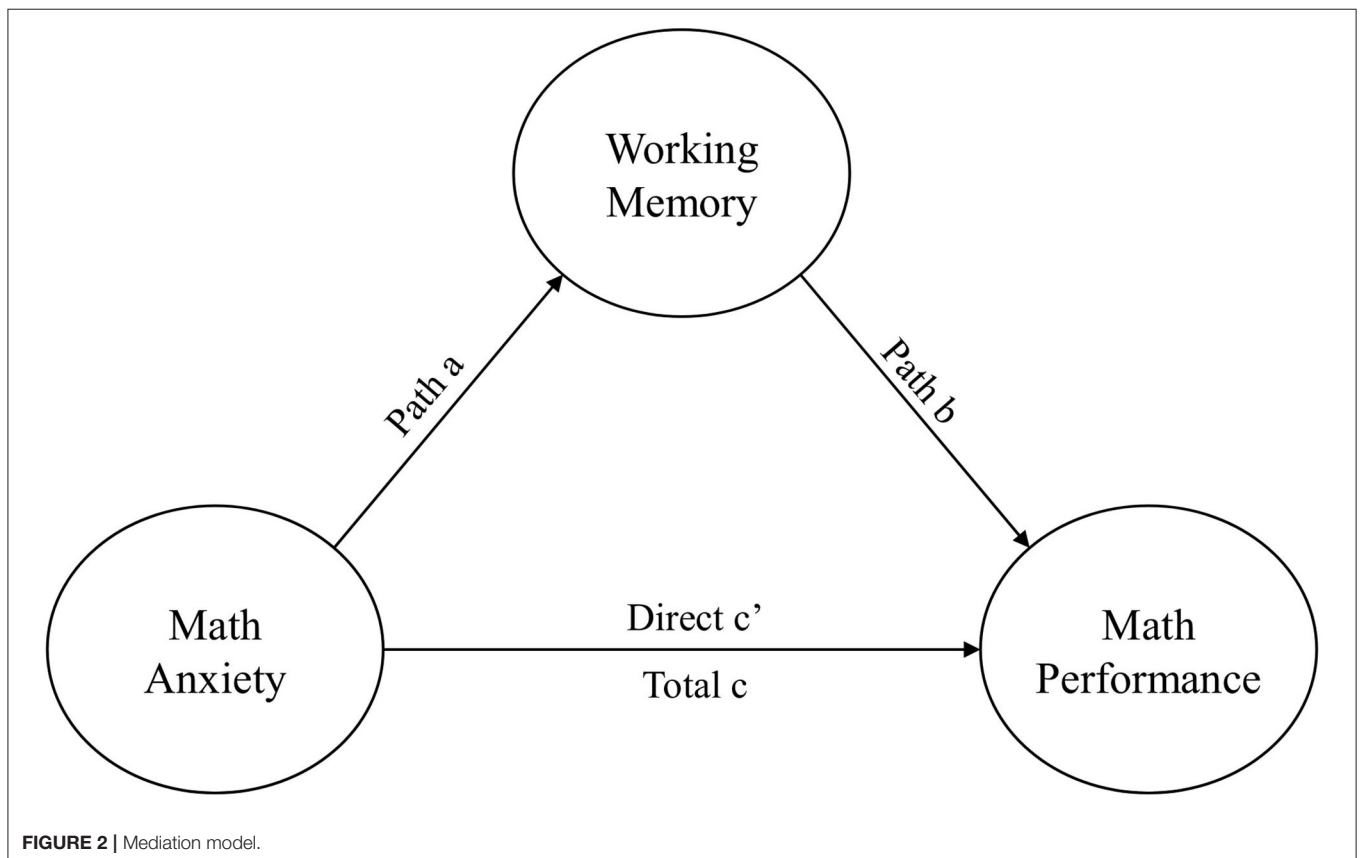 Working
Memory
Path a
Path b
Math
Anxiety
Direct c’
Total c
Math
Performance
FIGURE 2 | Mediation model.